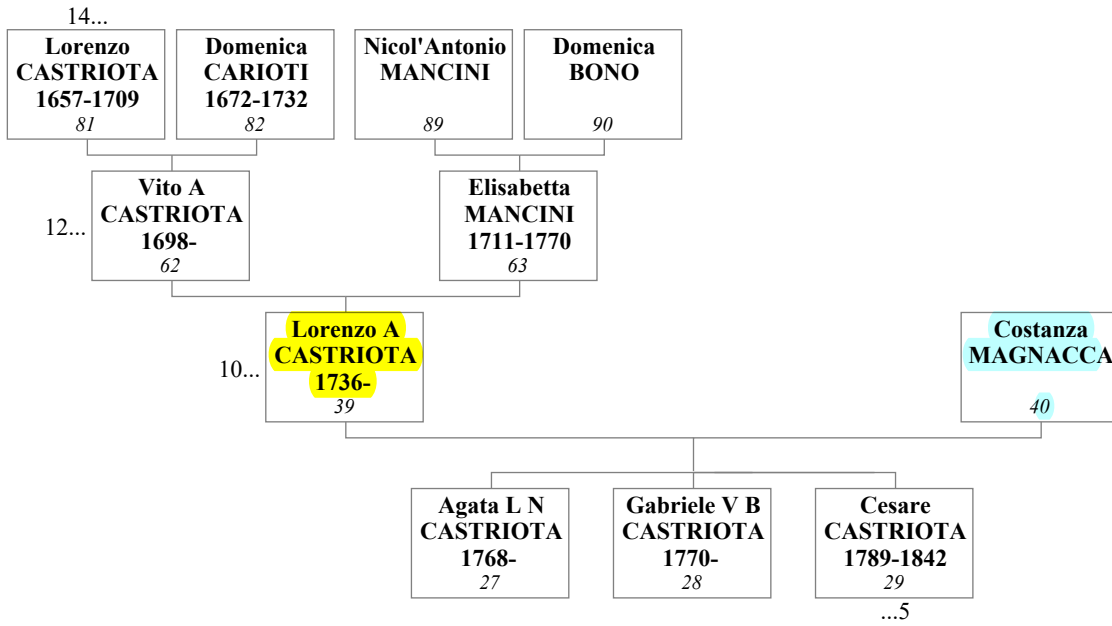 14...
Lorenzo
CASTRIOTA
1657-1709
81
Domenica
CARIOTI
1672-1732
82
Nicol'Antonio
MANCINI
89
Domenica
BONO
90
12...
Vito A
CASTRIOTA
1698-
62
Elisabetta
MANCINI
1711-1770
63
10...
Lorenzo A
CASTRIOTA
1736-
39
Costanza
MAGNACCA
40
Agata L N
CASTRIOTA
1768-
27
Gabriele V B
CASTRIOTA
1770-
28
Cesare
CASTRIOTA
1789-1842
29
...5